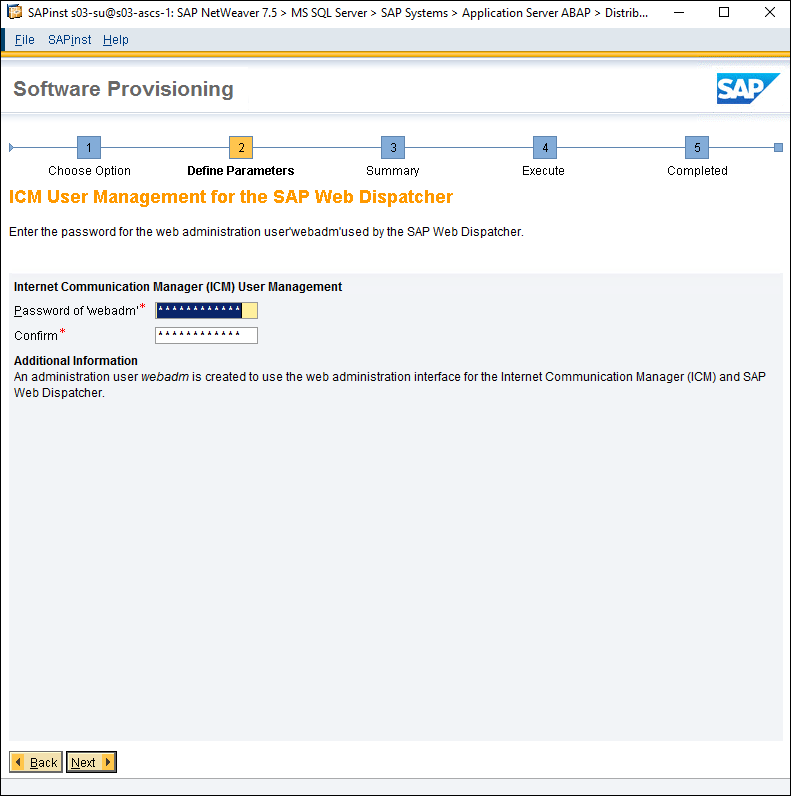 SAPinst s03-su@s03-ascs-1: SAP NetWeaver 7.5 > MS SQL Server > SAP Systems > Application Server ABAP > Distrib...
File SAPinst Help
Software Provisioning
SAP
1 2 3 4 5
Choose Option Define Parameters Summary Execute Completed
ICM User Management for the SAP Web Dispatcher
Enter the password for the web administration user'webadm'used by the SAP Web Dispatcher.
Internet Communication Manager (ICM) User Management
Password of 'webadm'* ************
Confirm* ************
Additional Information
An administration user webadm is created to use the web administration interface for the Internet Communication Manager (ICM) and SAP
Web Dispatcher.
Back Next